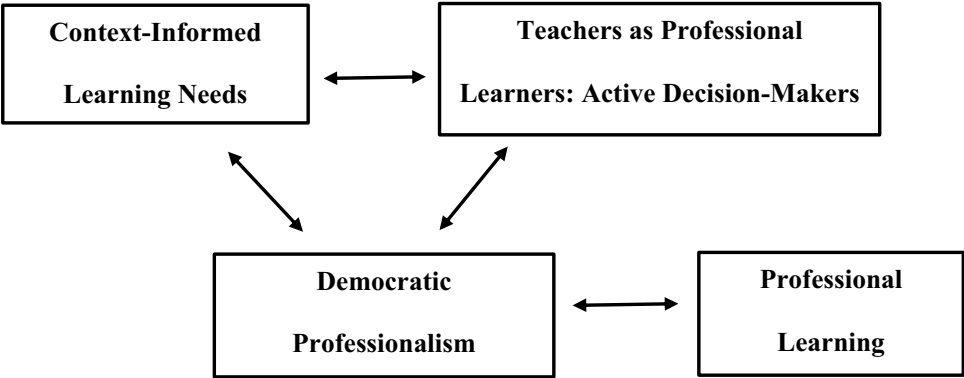 Context-Informed
Learning Needs
Teachers as Professional
Learners: Active Decision-Makers
Democratic
Professionalism
Professional
Learning